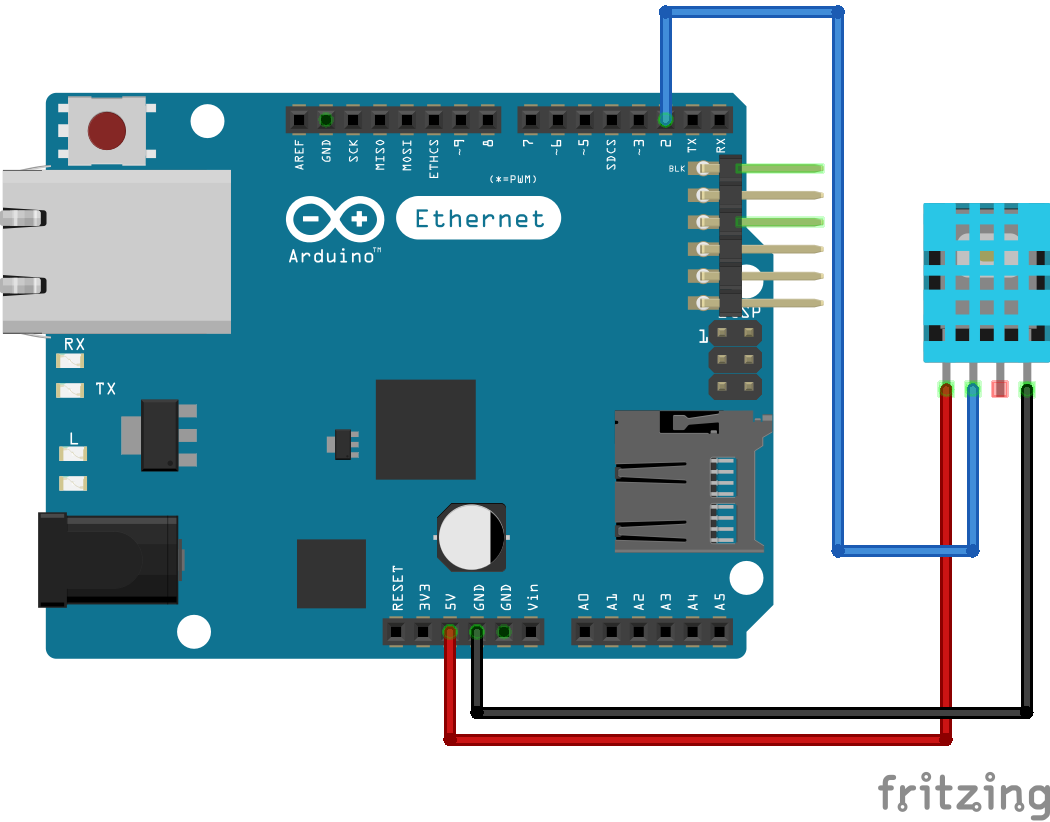 AREF GND SCK MISO MOSI ETHCS ~9 8 7 ~6 ~5 SDCS ~3 2 TX RX
BLK
(*=PWM)
Ethernet
Arduino™
RX
TX
1
L
RESET 3V3 5V GND GND Vin A0 A1 A2 A3 A4 A5
fritzing